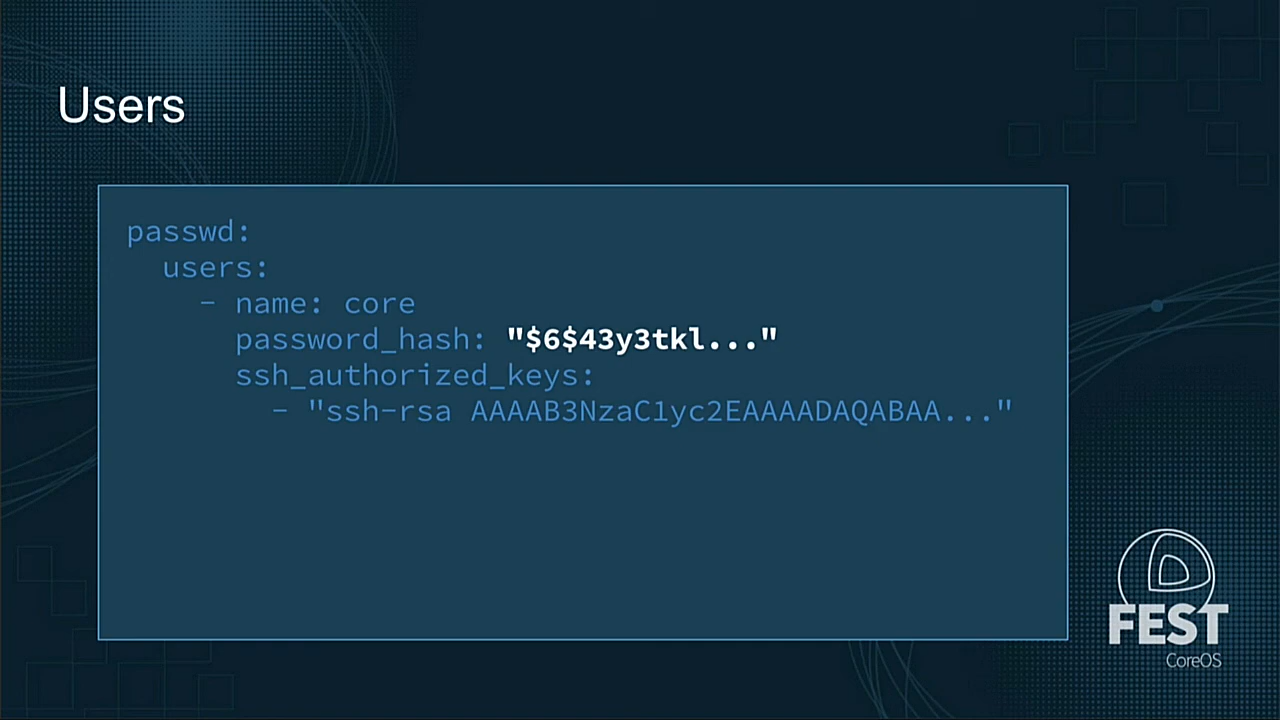 Users
passwd:
  users:
    - name: core
      password_hash: "$6$43y3tkl..."
      ssh_authorized_keys:
        - "ssh-rsa AAAAB3NzaC1yc2EAAAADAQABAA..."
FEST
CoreOS